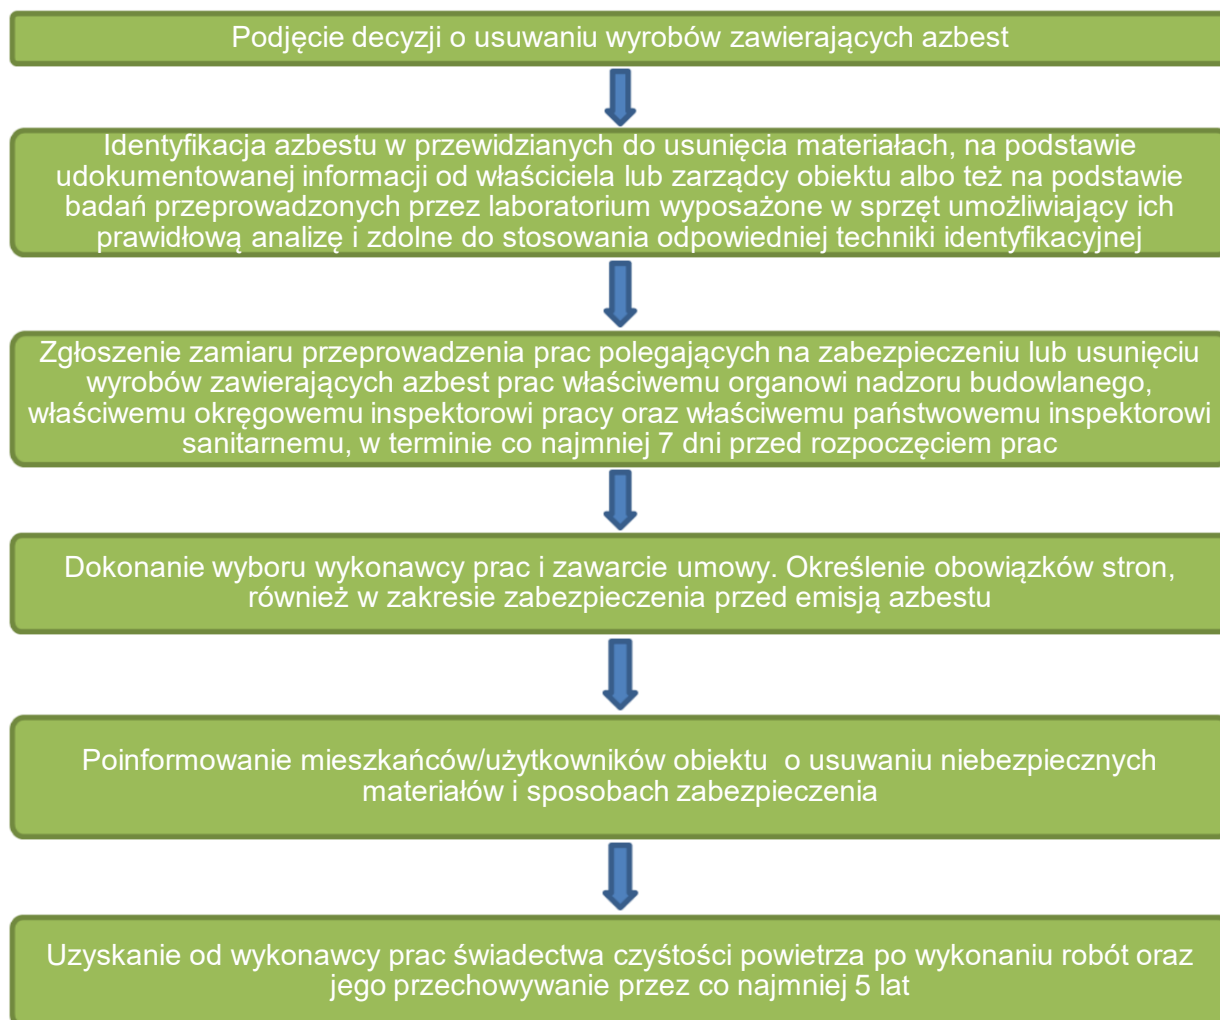 Podjęcie decyzji o usuwaniu wyrobów zawierających azbest
Identyfikacja azbestu w przewidzianych do usunięcia materiałach, na podstawie
udokumentowanej informacji od właściciela lub zarządcy obiektu albo też na podstawie
badań przeprowadzonych przez laboratorium wyposażone w sprzęt umożliwiający ich
prawidłową analizę i zdolne do stosowania odpowiedniej techniki identyfikacyjnej
Zgłoszenie zamiaru przeprowadzenia prac polegających na zabezpieczeniu lub usunięciu
wyrobów zawierających azbest prac właściwemu organowi nadzoru budowlanego,
właściwemu okręgowemu inspektorowi pracy oraz właściwemu państwowemu inspektorowi
sanitarnemu, w terminie co najmniej 7 dni przed rozpoczęciem prac
Dokonanie wyboru wykonawcy prac i zawarcie umowy. Określenie obowiązków stron,
również w zakresie zabezpieczenia przed emisją azbestu
Poinformowanie mieszkańców/użytkowników obiektu o usuwaniu niebezpiecznych
materiałów i sposobach zabezpieczenia
Uzyskanie od wykonawcy prac świadectwa czyśtości powietrza po wykonaniu robót oraz
jego przechowywanie przez co najmniej 5 lat